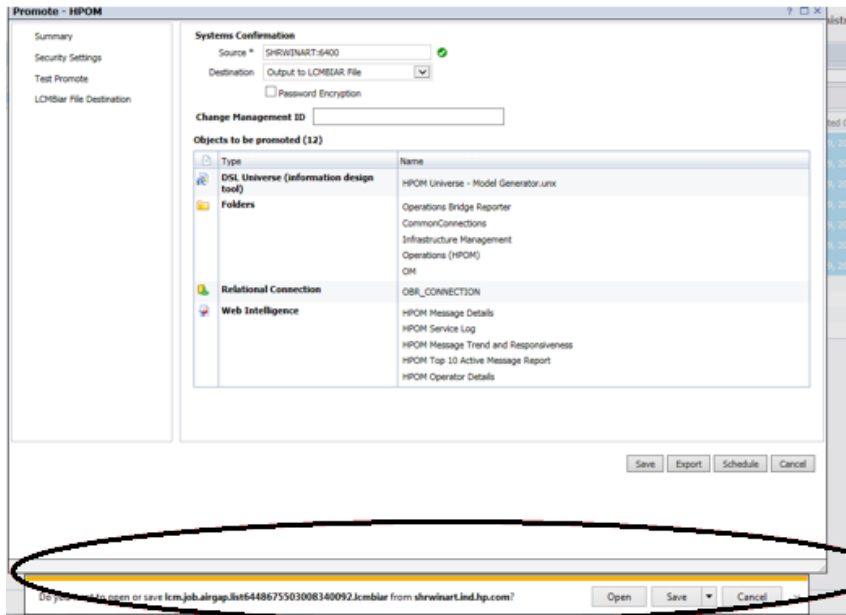 Promote - HPOM
Summary
Security Settings
Test Promote
LCMBiar File Destination
Systems Confirmation
Source * SHRWINART:6400
Destination Output to LCMBIAR File
Password Encryption
Change Management ID
Objects to be promoted (12)
Type Name
DSL Universe (information design tool) HPOM Universe - Model Generator.unx
Folders Operations Bridge Reporter
CommonConnections
Infrastructure Management
Operations (HPOM)
OM
Relational Connection OBR_CONNECTION
Web Intelligence HPOM Message Details
HPOM Service Log
HPOM Message Trend and Responsiveness
HPOM Top 10 Active Message Report
HPOM Operator Details
Save Export Schedule Cancel
Do you want to open or save lcm.job.airgap.list6448675503008340092.lcmbiar from shrwinart.ind.hp.com? Open Save Cancel